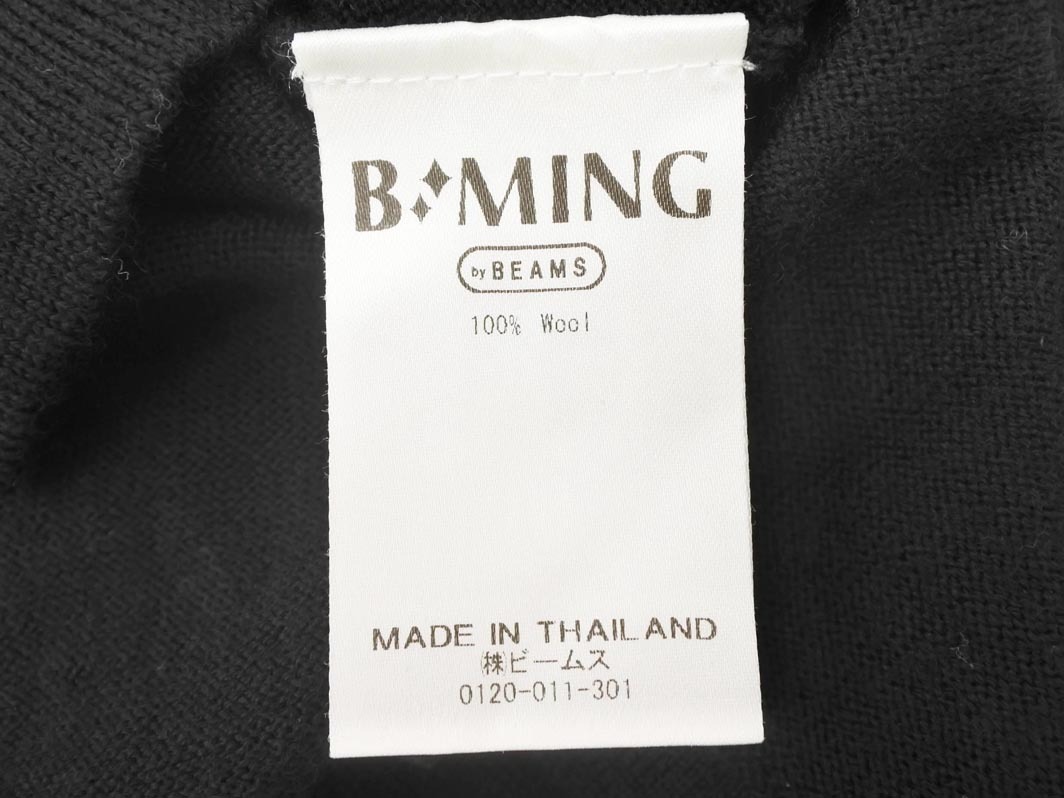 B:MING
by BEAMS
100% Wool
MADE IN THAILAND
㈱ビームス
0120-011-301